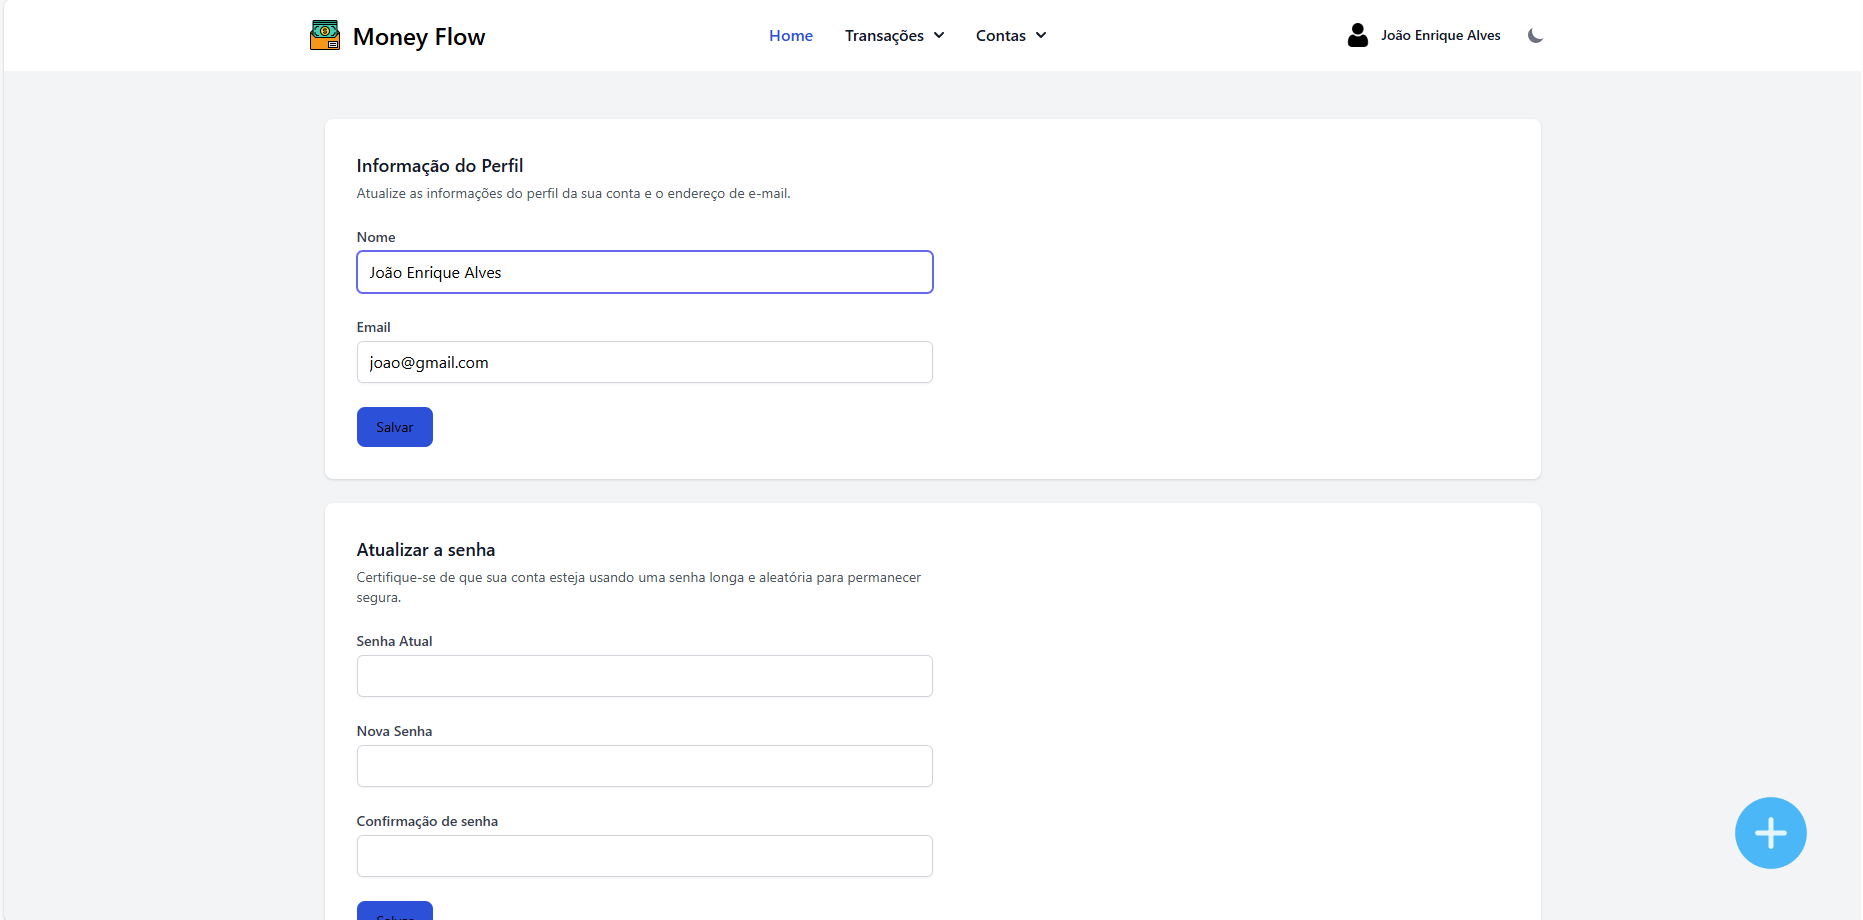 Money Flow
Home
Transações
Contas
João Enrique Alves
Informação do Perfil
Atualize as informações do perfil da sua conta e o endereço de e-mail.
Nome
João Enrique Alves
Email
joao@gmail.com
Salvar
Atualizar a senha
Certifique-se de que sua conta esteja usando uma senha longa e aleatória para permanecer
segura.
Senha Atual
Nova Senha
Confirmação de senha
Salvar